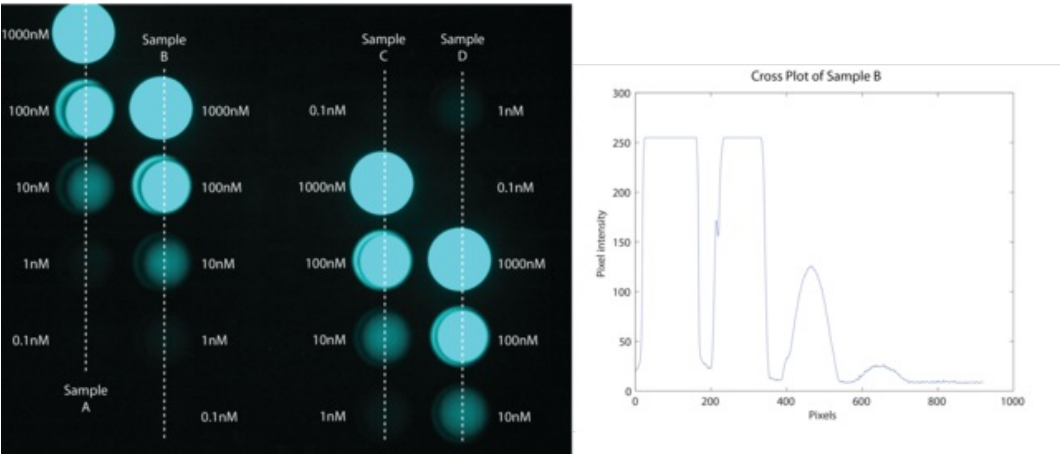 1000nM
Sample
B
Sample
C
Sample
D
100nM
1000nM
0.1nM
1nM
10nM
100nM
1000nM
0.1nM
1nM
10nM
100nM
1000nM
0.1nM
1nM
10nM
100nM
Sample
A
0.1nM
1nM
10nM
Cross Plot of Sample B
300
250
200
150
100
50
0
Pixel intensity
0
200
400
600
800
1000
Pixels